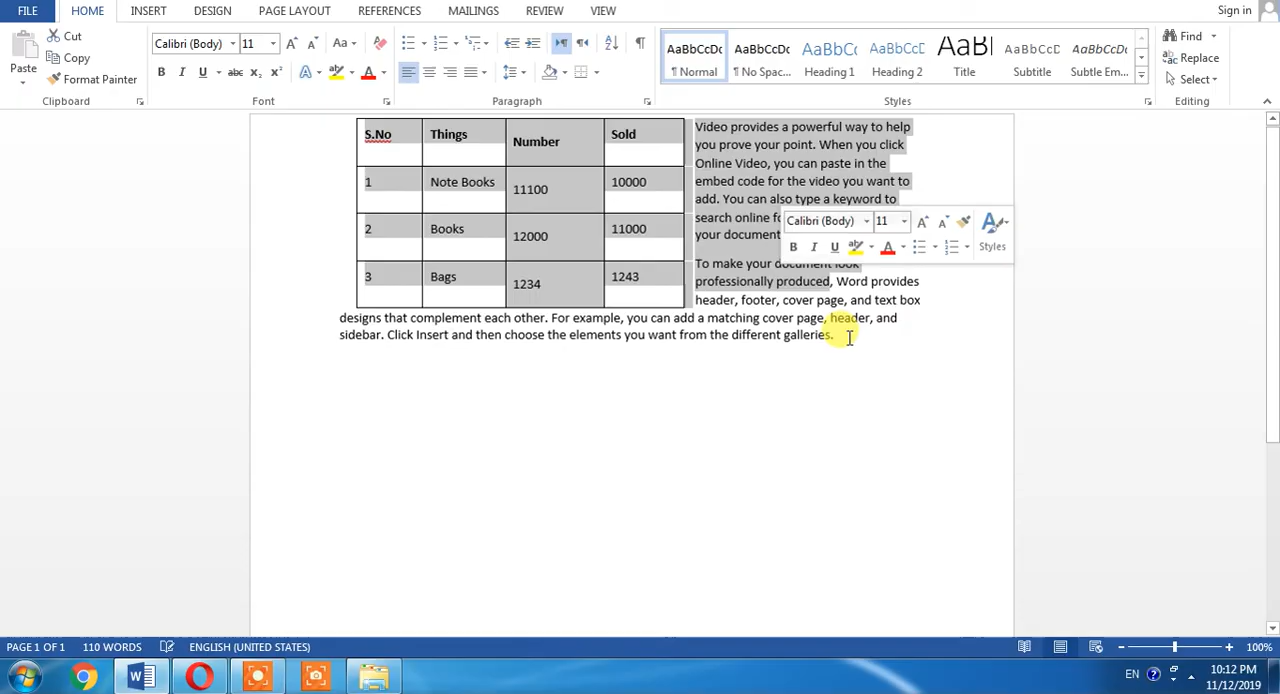 FILE HOME INSERT DESIGN PAGE LAYOUT REFERENCES MAILINGS REVIEW VIEW Sign in
Paste Cut Copy Format Painter Clipboard
Calibri (Body) 11 Aa B I U abc x₂ x² A A Font
Paragraph
AaBbCcDc AaBbCcDc AaBbCc AaBbCcD AaBl AaBbCcD AaBbCcDc
¶ Normal ¶ No Spac... Heading 1 Heading 2 Title Subtitle Subtle Em...
Styles
Find Replace Select Editing
S.No Things Number Sold
1 Note Books 11100 10000
2 Books 12000 11000
3 Bags 1234 1243
Video provides a powerful way to help
you prove your point. When you click
Online Video, you can paste in the
embed code for the video you want to
add. You can also type a keyword to
search online fo
your document
To make your document look
professionally produced, Word provides
header, footer, cover page, and text box
designs that complement each other. For example, you can add a matching cover page, header, and
sidebar. Click Insert and then choose the elements you want from the different galleries.
Calibri (Body) 11
B I U A Styles
PAGE 1 OF 1 110 WORDS ENGLISH (UNITED STATES) 100%
EN 10:12 PM
11/12/2019